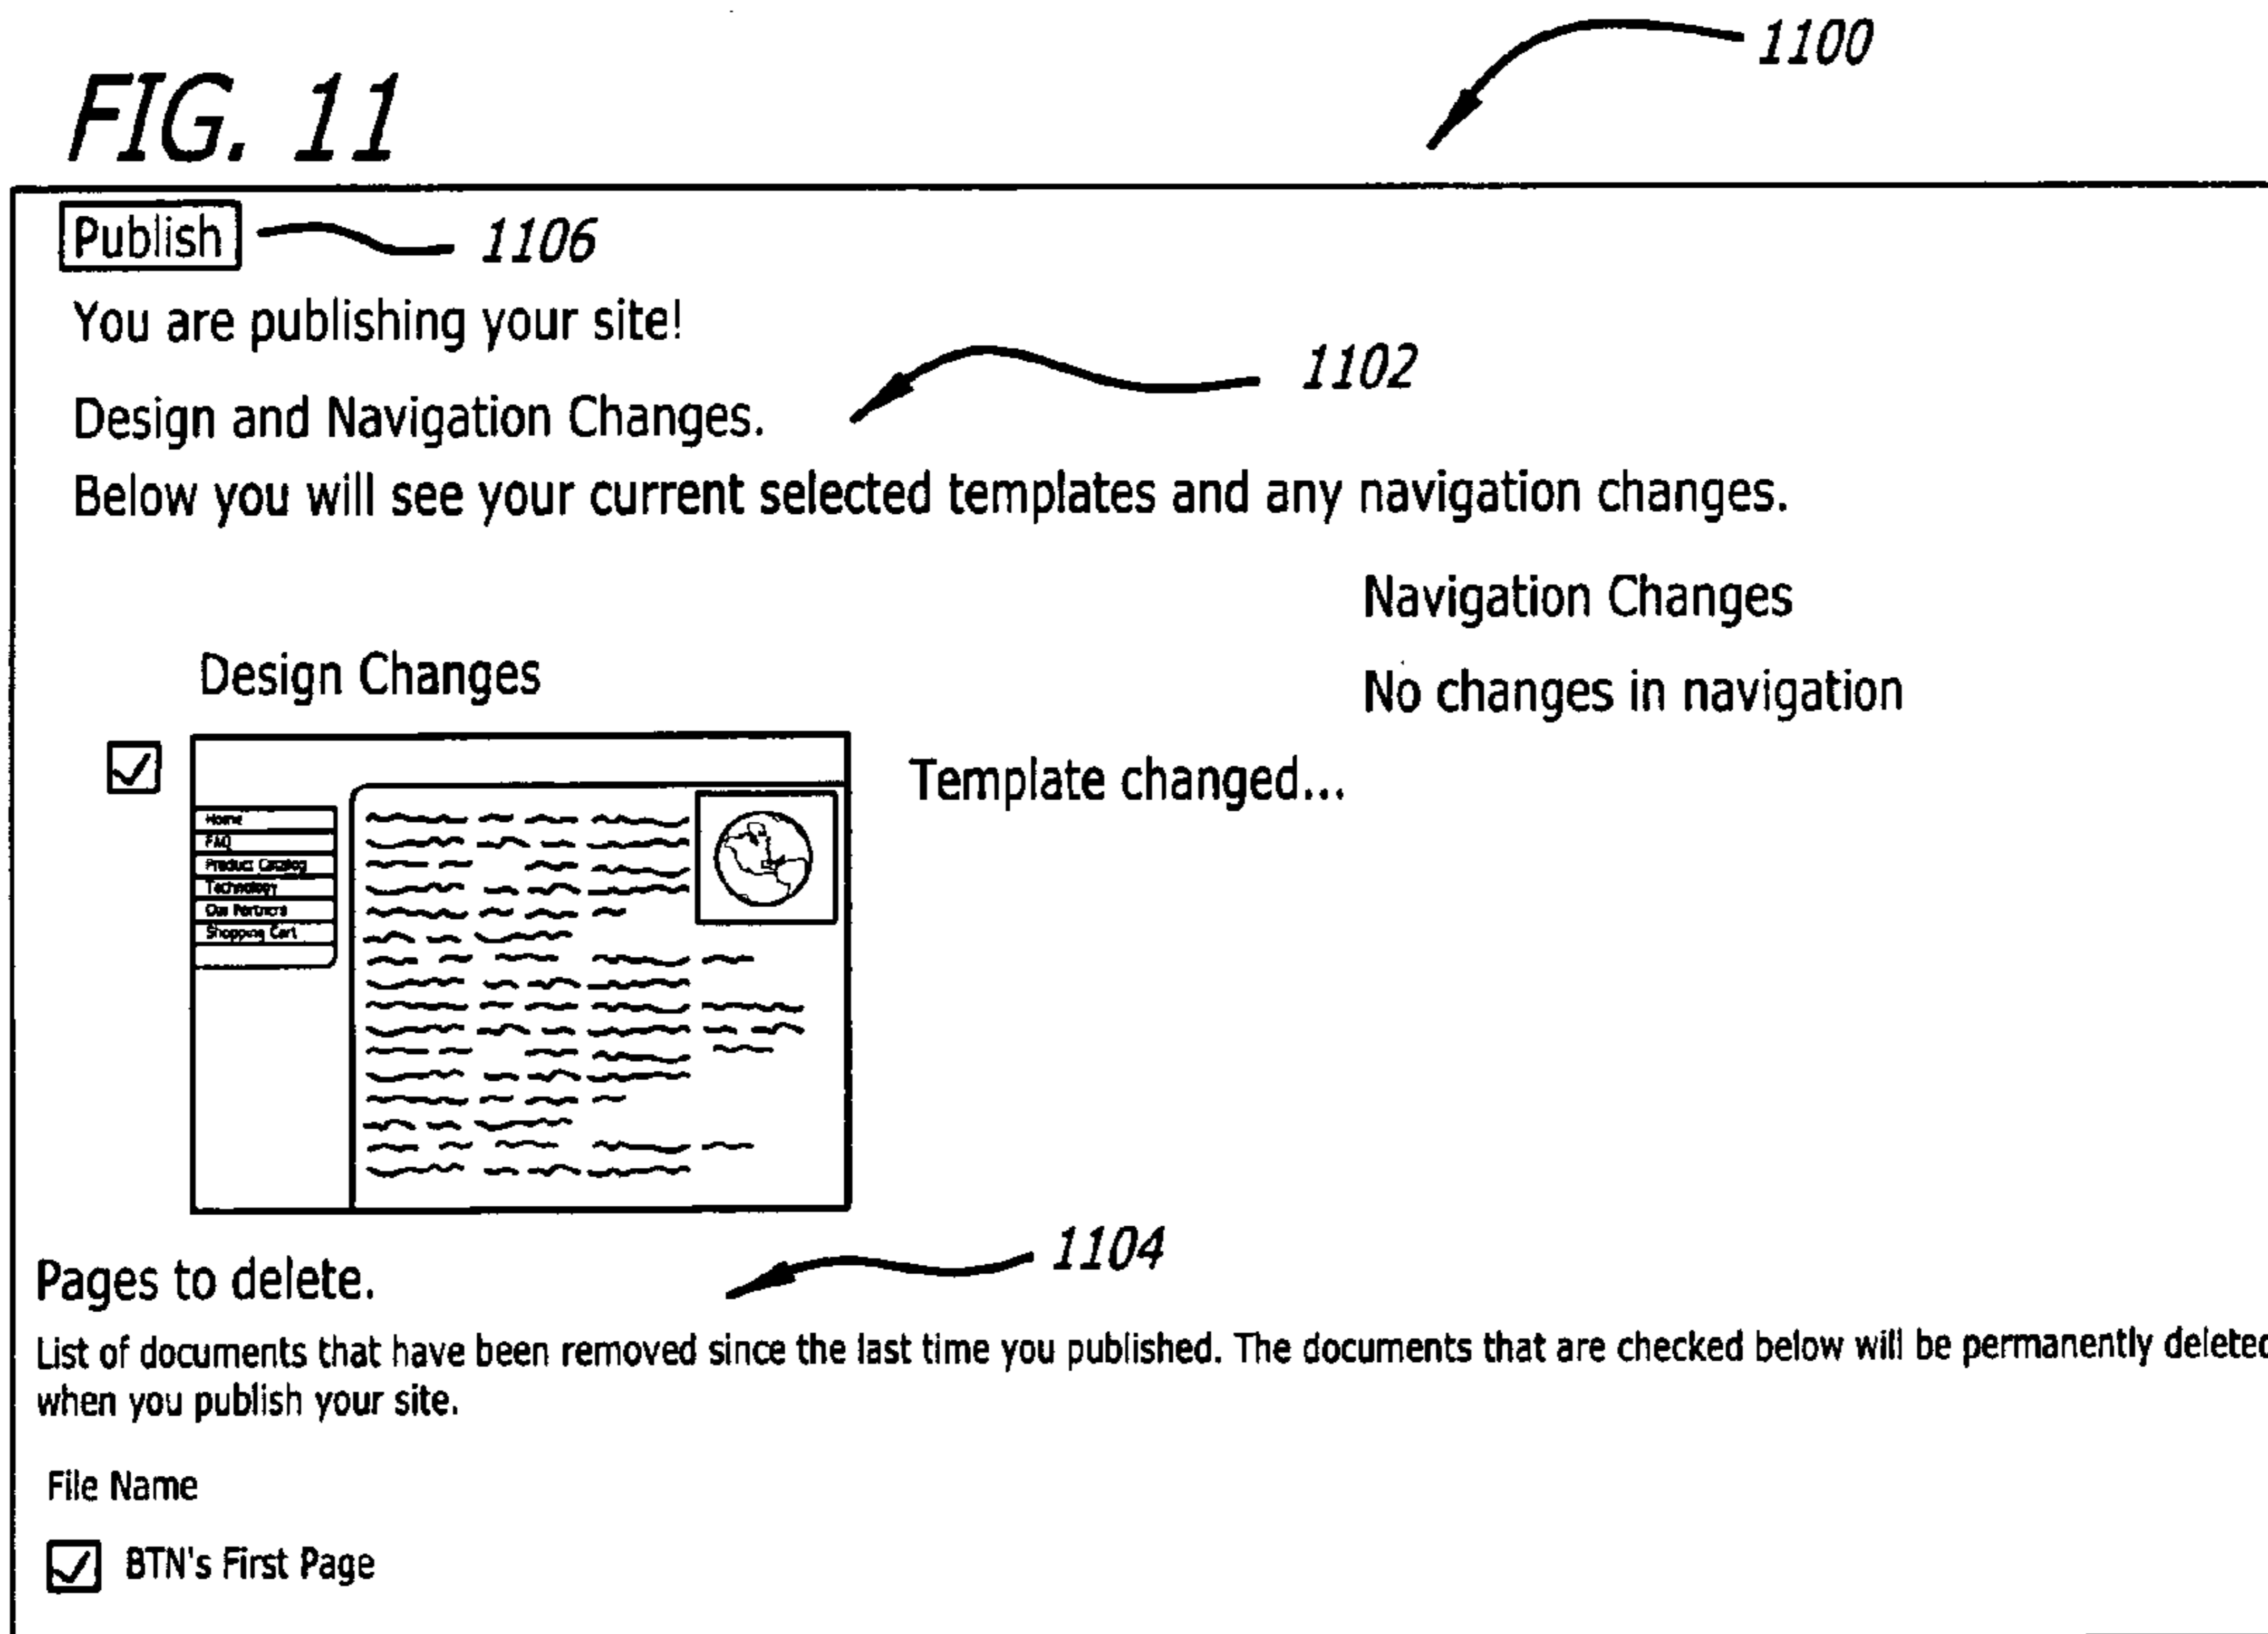 FIG. 11
1100
Publish
1106
You are publishing your site!
1102
Design and Navigation Changes.
Below you will see your current selected templates and any navigation changes.
Navigation Changes
Design Changes
No changes in navigation
Template changed...
Home
FAQ
Product Catalog
Technology
Our Partners
Shopping Cart
1104
Pages to delete.
List of documents that have been removed since the last time you published. The documents that are checked below will be permanently deleted
when you publish your site.
File Name
BTN's First Page